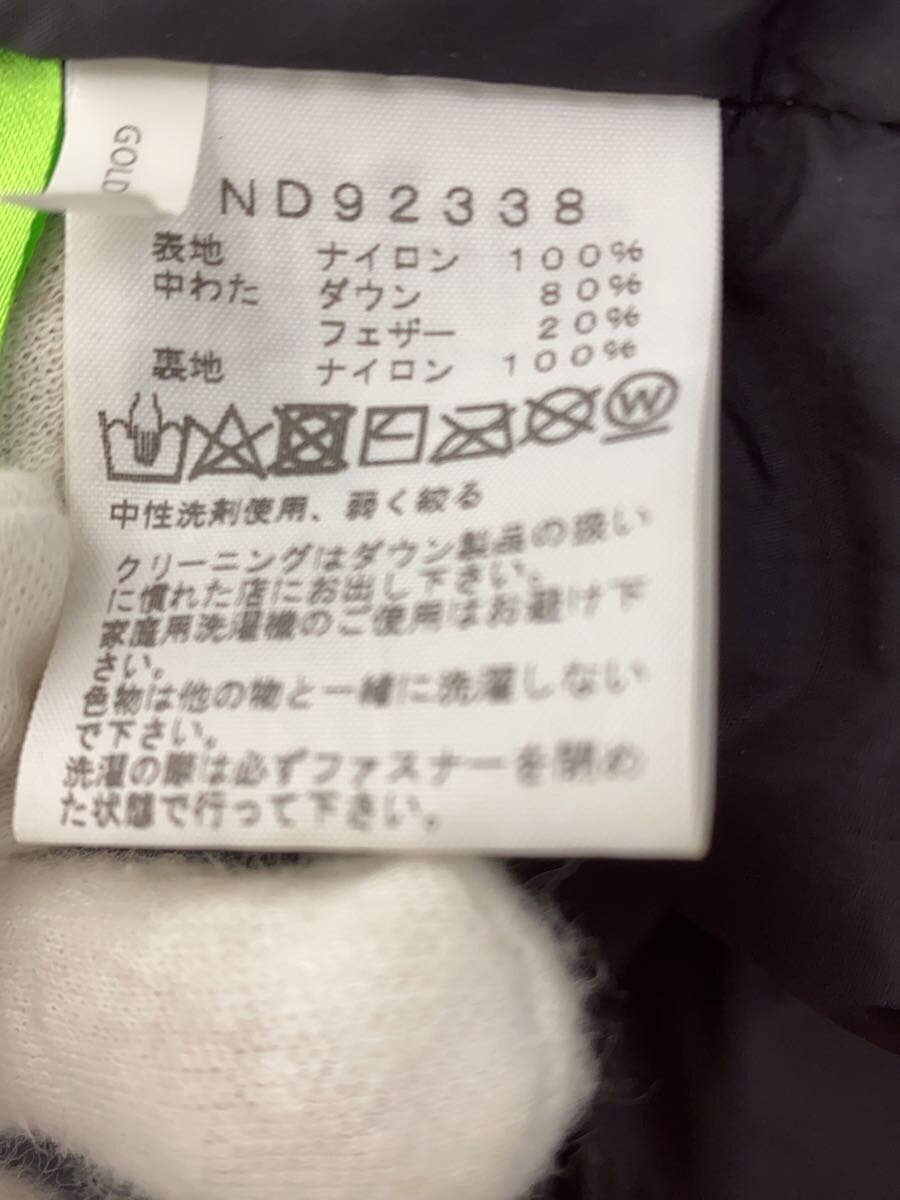 GOLD
ND92338
表地 ナイロン 100%
中わた ダウン 80%
フェザー 20%
裏地 ナイロン 100%
W
中性洗剤使用、弱く絞る
クリーニングはダウン製品の扱い
に慣れた店にお出し下さい。
家庭用洗濯機のご使用はお避け下
さい。
色物は他の物と一緒に洗濯しない
で下さい。
洗濯の際は必ずファスナーを閉め
た状態で行って下さい。